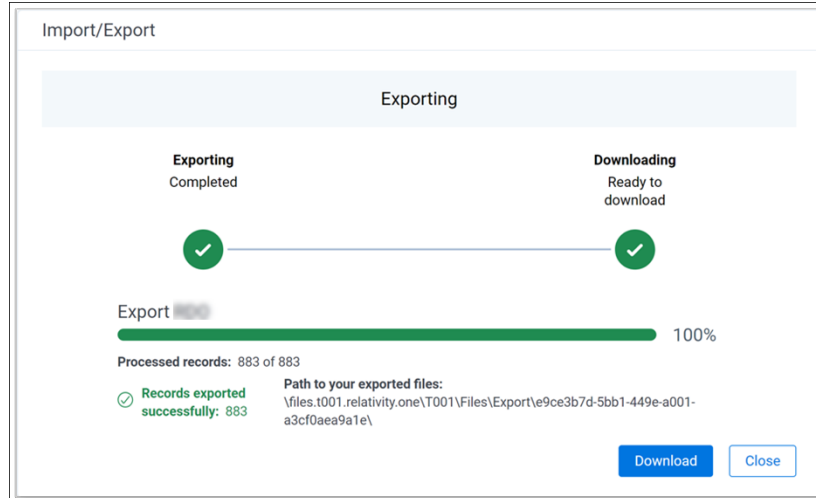 Import/Export
Exporting
Exporting
Completed
Downloading
Ready to
download
Export
100%
Processed records: 883 of 883
Records exported
successfully: 883
Path to your exported files:
\files.t001.relativity.one\T001\Files\Export\e9ce3b7d-5bb1-449e-a001-
a3cf0aea9a1e\
Download
Close